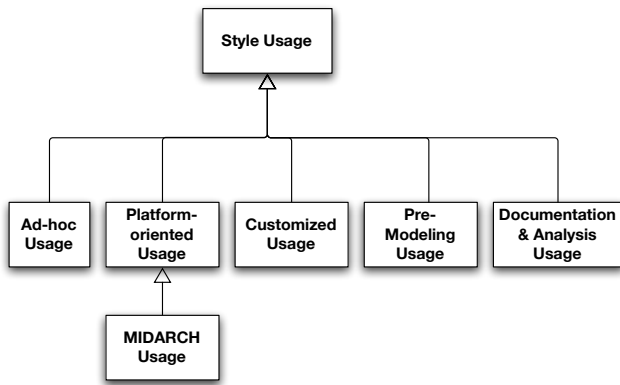 Style Usage
Ad-hoc
Usage
Platform-
oriented
Usage
Customized
Usage
Pre-
Modeling
Usage
Documentation
& Analysis
Usage
MIDARCH
Usage